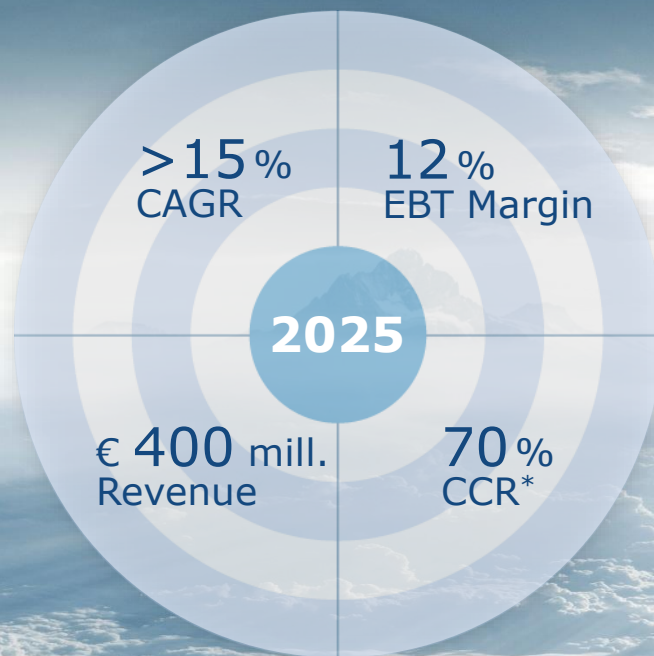 >15 %
CAGR
12 %
EBT Margin
2025
€ 400 mill.
Revenue
70 %
CCR*